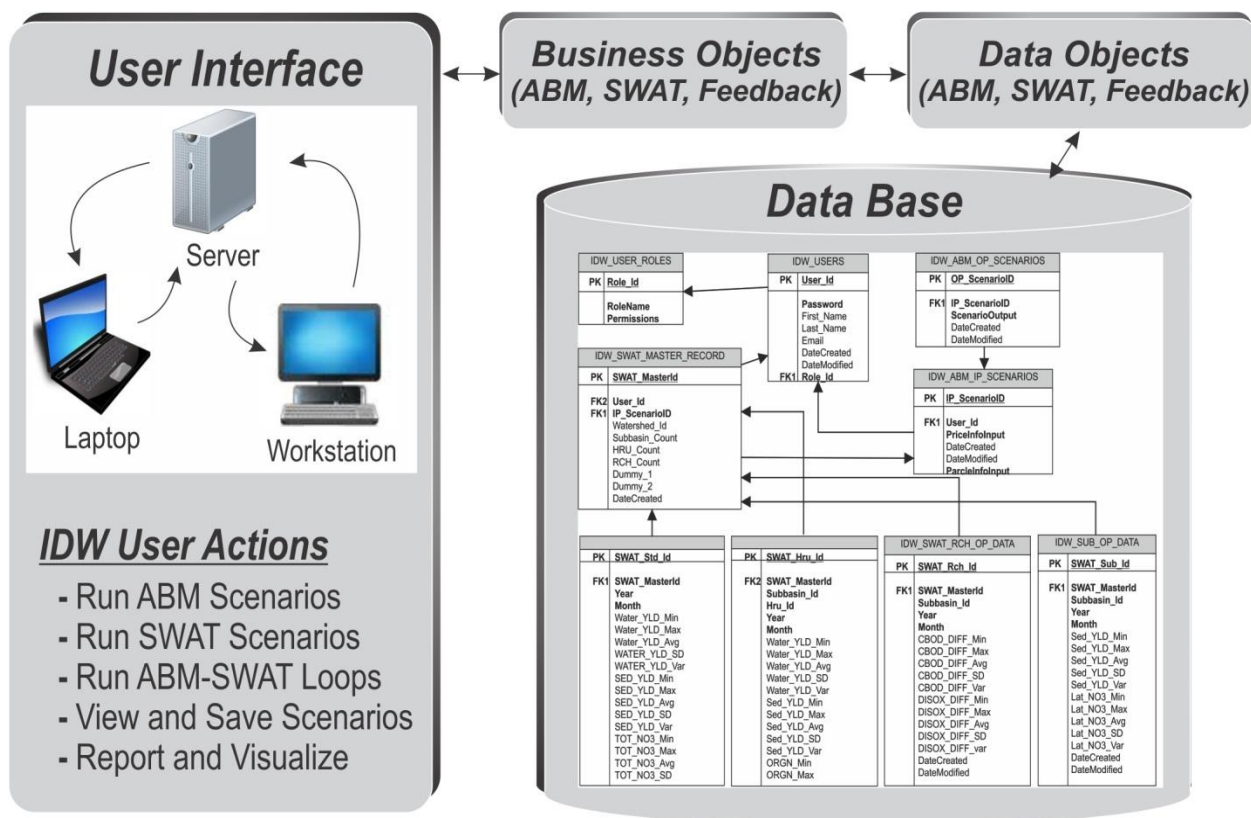 User Interface
Server
Laptop
Workstation
IDW User Actions
- Run ABM Scenarios
- Run SWAT Scenarios
- Run ABM-SWAT Loops
- View and Save Scenarios
- Report and Visualize
Business Objects
(ABM, SWAT, Feedback)
Data Objects
(ABM, SWAT, Feedback)
Data Base
IDW_USER_ROLES
PK Role_Id
RoleName
Permissions
IDW_USERS
PK User_Id
Password
First_Name
Last_Name
Email
DateCreated
DateModified
FK1 Role_Id
IDW_ABM_OP_SCENARIOS
PK OP_ScenarioID
FK1 IP_ScenarioID
ScenarioOutput
DateCreated
DateModified
IDW_SWAT_MASTER_RECORD
PK SWAT_MasterId
FK2 User_Id
FK1 IP_ScenarioID
Watershed_Id
Subbasin_Count
HRU_Count
RCH_Count
Dummy_1
Dummy_2
DateCreated
IDW_ABM_IP_SCENARIOS
PK IP_ScenarioID
FK1 User_Id
PriceInfoInput
DateCreated
DateModified
ParcleInfoInput
PK SWAT_Std_Id
FK1 SWAT_MasterId
Year
Month
Water_YLD_Min
Water_YLD_Max
Water_YLD_Avg
WATER_YLD_SD
WATER_YLD_Var
SED_YLD_Min
SED_YLD_Max
SED_YLD_Avg
SED_YLD_SD
SED_YLD_Var
TOT_NO3_Min
TOT_NO3_Max
TOT_NO3_Avg
TOT_NO3_SD
PK SWAT_Hru_Id
FK2 SWAT_MasterId
Subbasin_Id
Hru_Id
Year
Month
Water_YLD_Min
Water_YLD_Max
Water_YLD_Avg
Water_YLD_SD
Water_YLD_Var
Sed_YLD_Min
Sed_YLD_Max
Sed_YLD_Avg
Sed_YLD_SD
Sed_YLD_Var
ORGN_Min
ORGN_Max
IDW_SWAT_RCH_OP_DATA
PK SWAT_Rch_Id
FK1 SWAT_MasterId
Subbasin_Id
Year
Month
CBOD_DIFF_Min
CBOD_DIFF_Max
CBOD_DIFF_Avg
CBOD_DIFF_SD
CBOD_DIFF_Var
DISOX_DIFF_Min
DISOX_DIFF_Max
DISOX_DIFF_Avg
DISOX_DIFF_SD
DISOX_DIFF_var
DateCreated
DateModified
IDW_SUB_OP_DATA
PK SWAT_Sub_Id
FK1 SWAT_MasterId
Subbasin_Id
Year
Month
Sed_YLD_Min
Sed_YLD_Max
Sed_YLD_Avg
Sed_YLD_SD
Sed_YLD_Var
Lat_NO3_Min
Lat_NO3_Max
Lat_NO3_Avg
Lat_NO3_SD
Lat_NO3_Var
DateCreated
DateModified